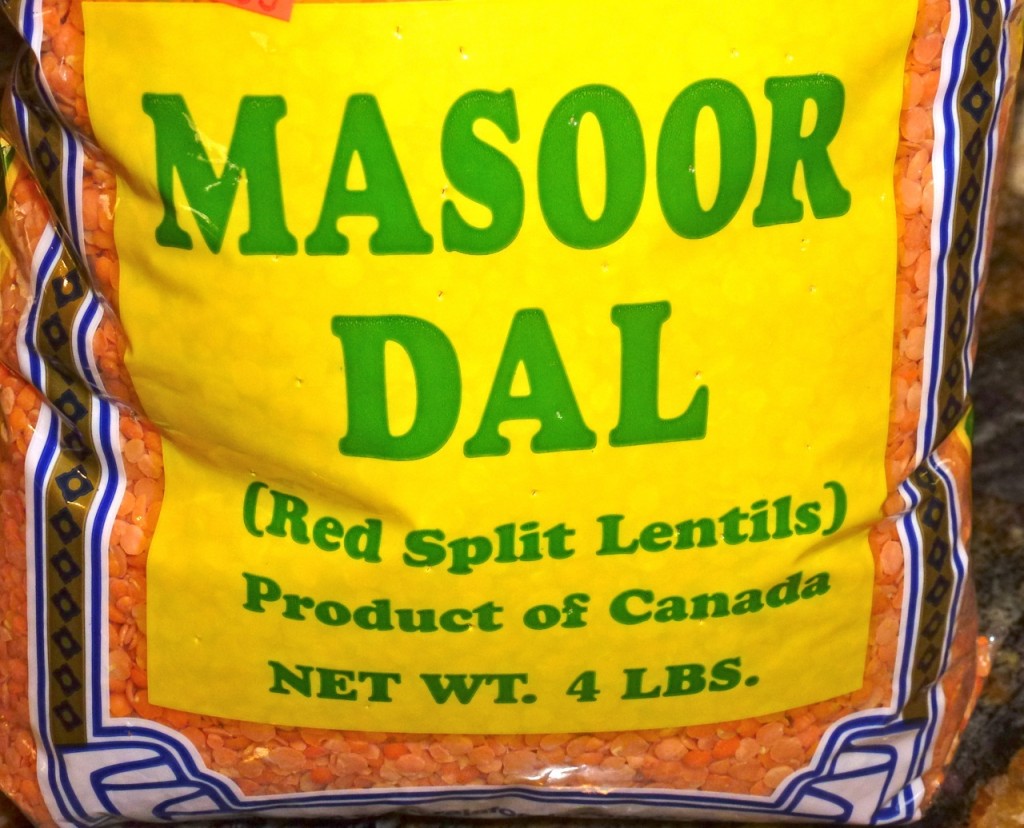 MASOOR
DAL
(Red Split Lentils)
Product of Canada
NET WT. 4 LBS.